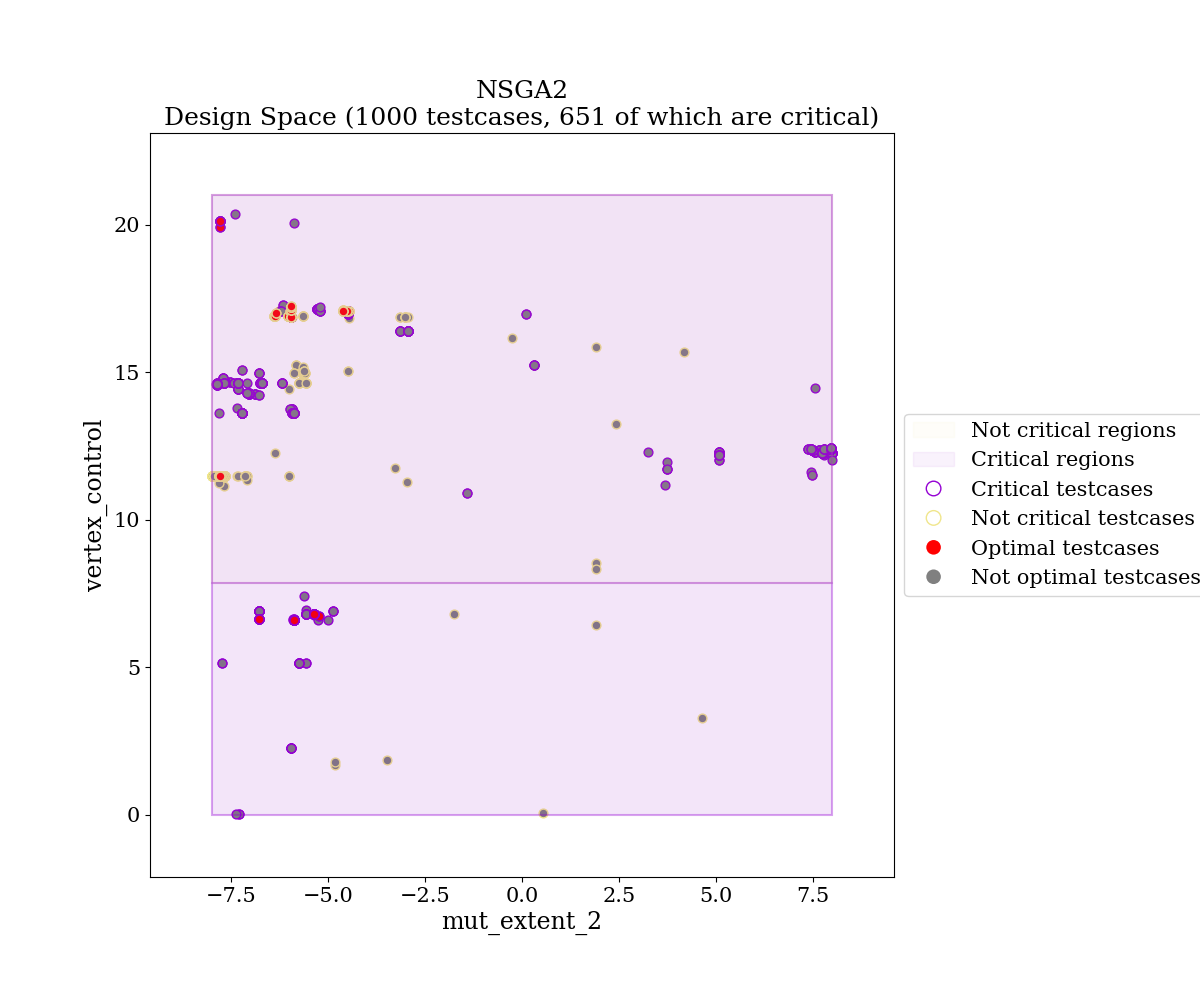 NSGA2
Design Space (1000 testcases, 651 of which are critical)
20
15
10
5
0
vertex_control
−7.5
−5.0
−2.5
0.0
2.5
5.0
7.5
mut_extent_2
Not critical regions
Critical regions
Critical testcases
Not critical testcases
Optimal testcases
Not optimal testcases